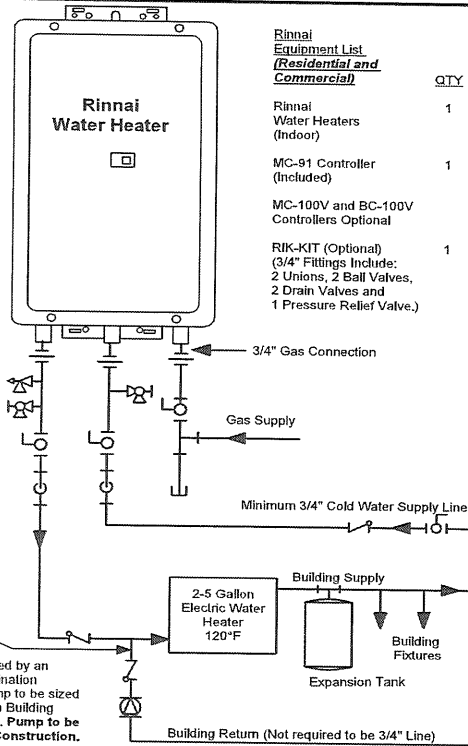 Rinnai
Water Heater
Rinnai
Equipment List
(Residential and
Commercial)
QTY
Rinnai
Water Heaters
(Indoor)
1
MC-91 Controller
(Included)
1
MC-100V and BC-100V
Controllers Optional
RIK-KIT (Optional)
(3/4" Fittings Include:
2 Unions, 2 Ball Valves,
2 Drain Valves and
1 Pressure Relief Valve.)
1
3/4" Gas Connection
Gas Supply
Minimum 3/4" Cold Water Supply Line
2-5 Gallon
Electric Water
Heater
120°F
Building Supply
Building
Fixtures
Expansion Tank
ed by an
ination
mp to be sized
Building
. Pump to be
Construction.
Building Return (Not required to be 3/4" Line)